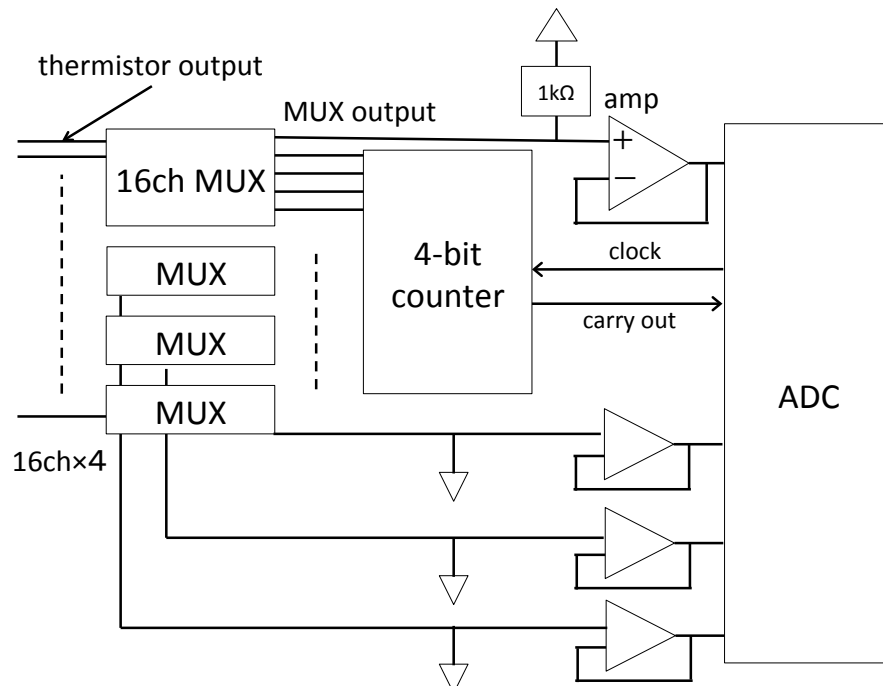 thermistor output
1kΩ
amp
MUX output
+
16ch MUX
−
4-bit
counter
clock
carry out
MUX
MUX
MUX
ADC
16ch×4